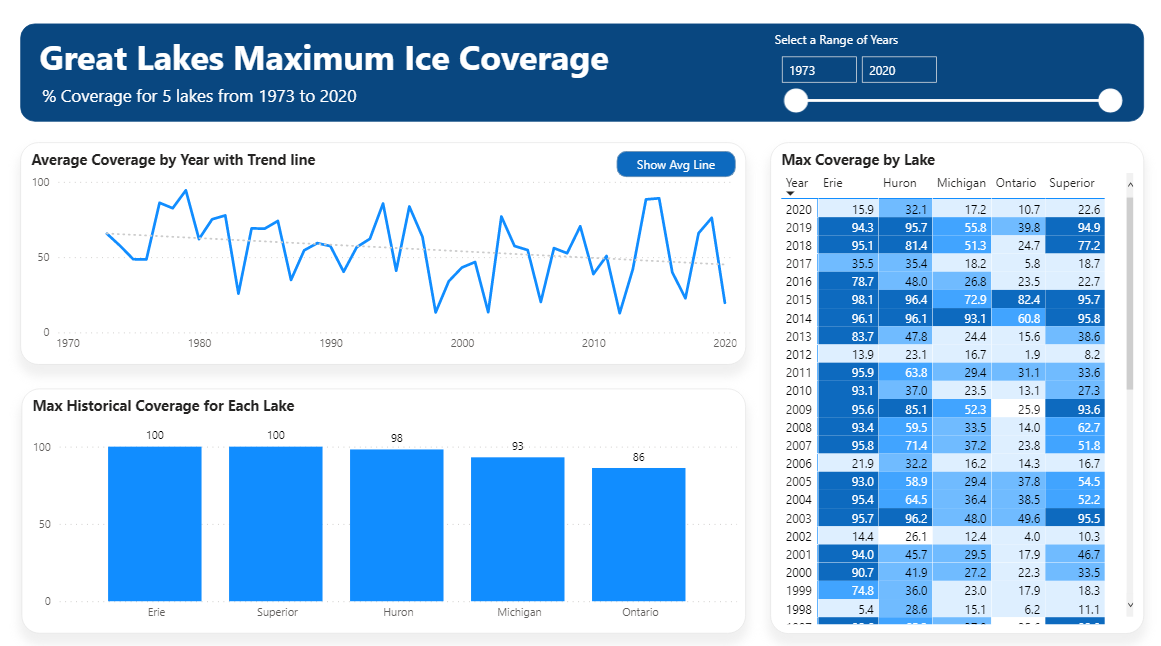 Great Lakes Maximum Ice Coverage
% Coverage for 5 lakes from 1973 to 2020
Select a Range of Years
1973 2020
Average Coverage by Year with Trend line
Show Avg Line
100
50
0
1970 1980 1990 2000 2010 2020
Max Historical Coverage for Each Lake
100
50
0
100 100 98 93 86
Erie Superior Huron Michigan Ontario
Max Coverage by Lake
Year Erie Huron Michigan Ontario Superior
2020 15.9 32.1 17.2 10.7 22.6
2019 94.3 95.7 55.8 39.8 94.9
2018 95.1 81.4 51.3 24.7 77.2
2017 35.5 35.4 18.2 5.8 18.7
2016 78.7 48.0 26.8 23.5 22.7
2015 98.1 96.4 72.9 82.4 95.7
2014 96.1 96.1 93.1 60.8 95.8
2013 83.7 47.8 24.4 15.6 38.6
2012 13.9 23.1 16.7 1.9 8.2
2011 95.9 63.8 29.4 31.1 33.6
2010 93.1 37.0 23.5 13.1 27.3
2009 95.6 85.1 52.3 25.9 93.6
2008 93.4 59.5 33.5 14.0 62.7
2007 95.8 71.4 37.2 23.8 51.8
2006 21.9 32.2 16.2 14.3 16.7
2005 93.0 58.9 29.4 37.8 54.5
2004 95.4 64.5 36.4 38.5 52.2
2003 95.7 96.2 48.0 49.6 95.5
2002 14.4 26.1 12.4 4.0 10.3
2001 94.0 45.7 29.5 17.9 46.7
2000 90.7 41.9 27.2 22.3 33.5
1999 74.8 36.0 23.0 17.9 18.3
1998 5.4 28.6 15.1 6.2 11.1